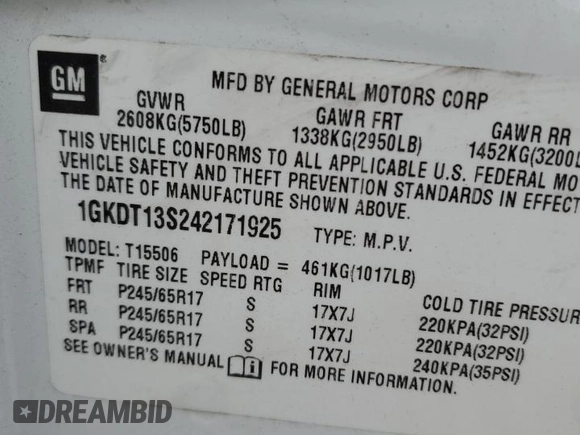 GM
MFD BY GENERAL MOTORS CORP
GVWR GAWR FRT GAWR RR
2608KG(5750LB) 1338KG(2950LB) 1452KG(3200L
THIS VEHICLE CONFORMS TO ALL APPLICABLE U.S. FEDERAL MO
VEHICLE SAFETY AND THEFT PREVENTION STANDARDS IN EFFECT
THE DATE OF MANUFACTURE SHOWN ABOVE.
1GKDT13S242171925 TYPE: M.P.V.
MODEL: T15506 PAYLOAD = 461KG(1017LB)
TPMF TIRE SIZE SPEED RTG RIM COLD TIRE PRESSUR
FRT P245/65R17 S 17X7J 220KPA(32PSI)
RR P245/65R17 S 17X7J 220KPA(32PSI)
SPA P245/65R17 S 17X7J 240KPA(35PSI)
SEE OWNER'S MANUAL FOR MORE INFORMATION.
DREAMBID